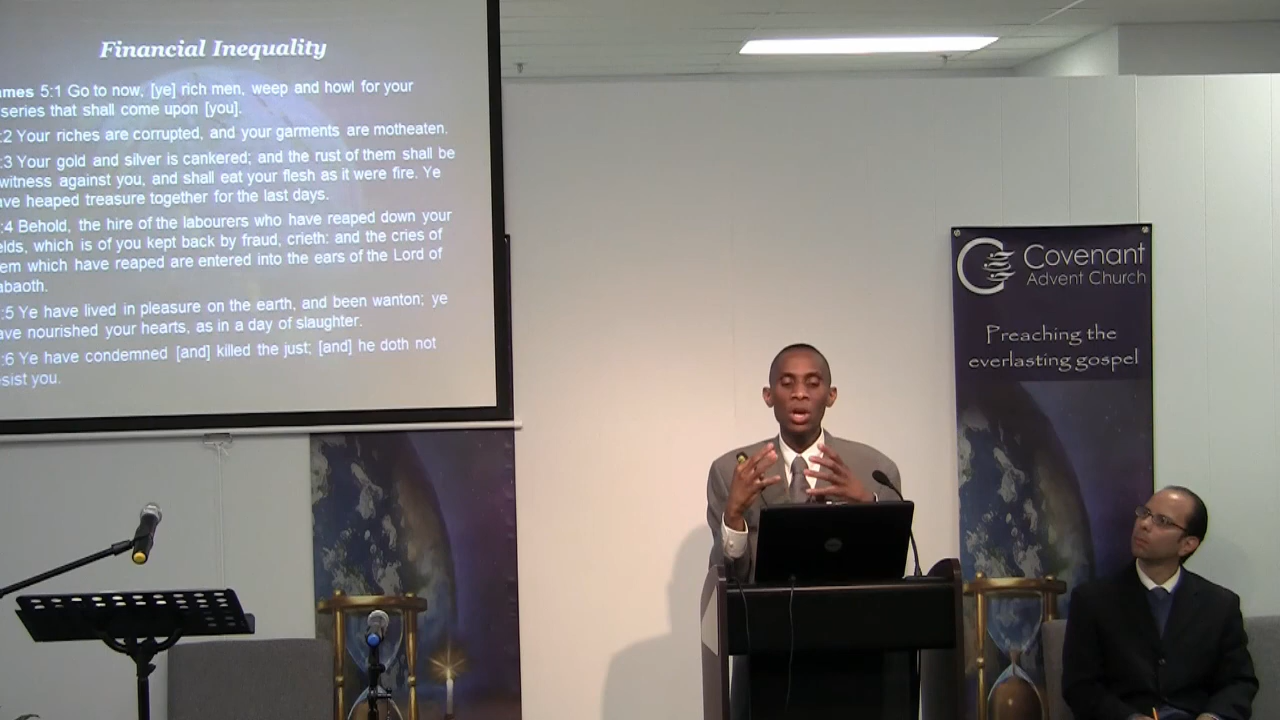 Financial Inequality
ames 5:1 Go to now, [ye] rich men, weep and howl for your
series that shall come upon [you].
:2 Your riches are corrupted, and your garments are motheaten.
:3 Your gold and silver is cankered; and the rust of them shall be
witness against you, and shall eat your flesh as it were fire. Ye
ave heaped treasure together for the last days.
:4 Behold, the hire of the labourers who have reaped down your
elds, which is of you kept back by fraud, crieth: and the cries of
em which have reaped are entered into the ears of the Lord of
abaoth.
:5 Ye have lived in pleasure on the earth, and been wanton; ye
ave nourished your hearts, as in a day of slaughter.
:6 Ye have condemned [and] killed the just; [and] he doth not
esist you.
Covenant
Advent Church
Preaching the
everlasting gospel